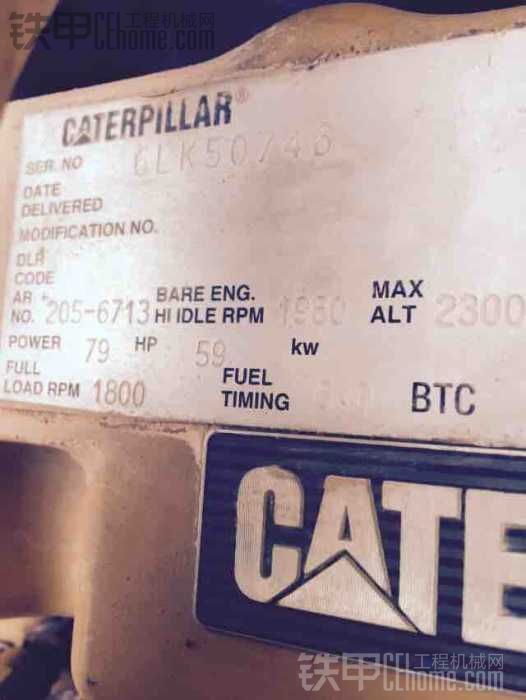 铁甲 工程机械网 CEhome.com
CATERPILLAR®
SER. NO 6LK50748
DATE
DELIVERED
MODIFICATION NO.
DLR
CODE
AR
NO. 205-6713 BARE ENG. HI IDLE RPM 1980 MAX ALT 2300
POWER 79 HP 59 kw
FULL
LOAD RPM 1800 FUEL TIMING BTC
CATE
铁甲 工程机械网 CEhome.com